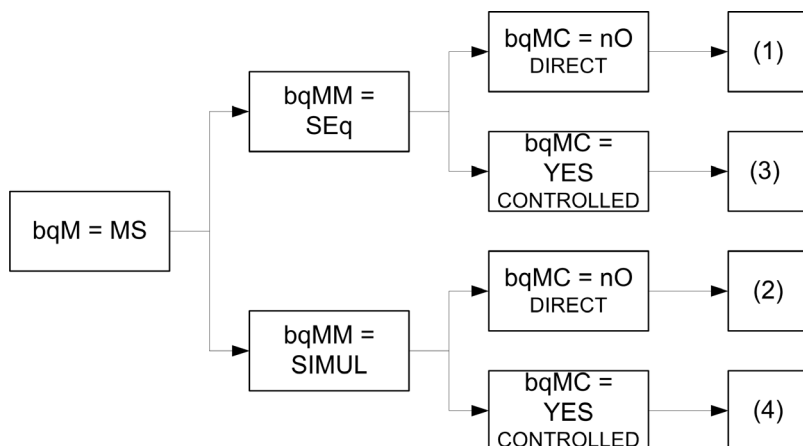 bqM = MS
bqMM =
SEq
bqMC = nO
DIRECT
(1)
bqMC =
YES
CONTROLLED
(3)
bqMM =
SIMUL
bqMC = nO
DIRECT
(2)
bqMC =
YES
CONTROLLED
(4)